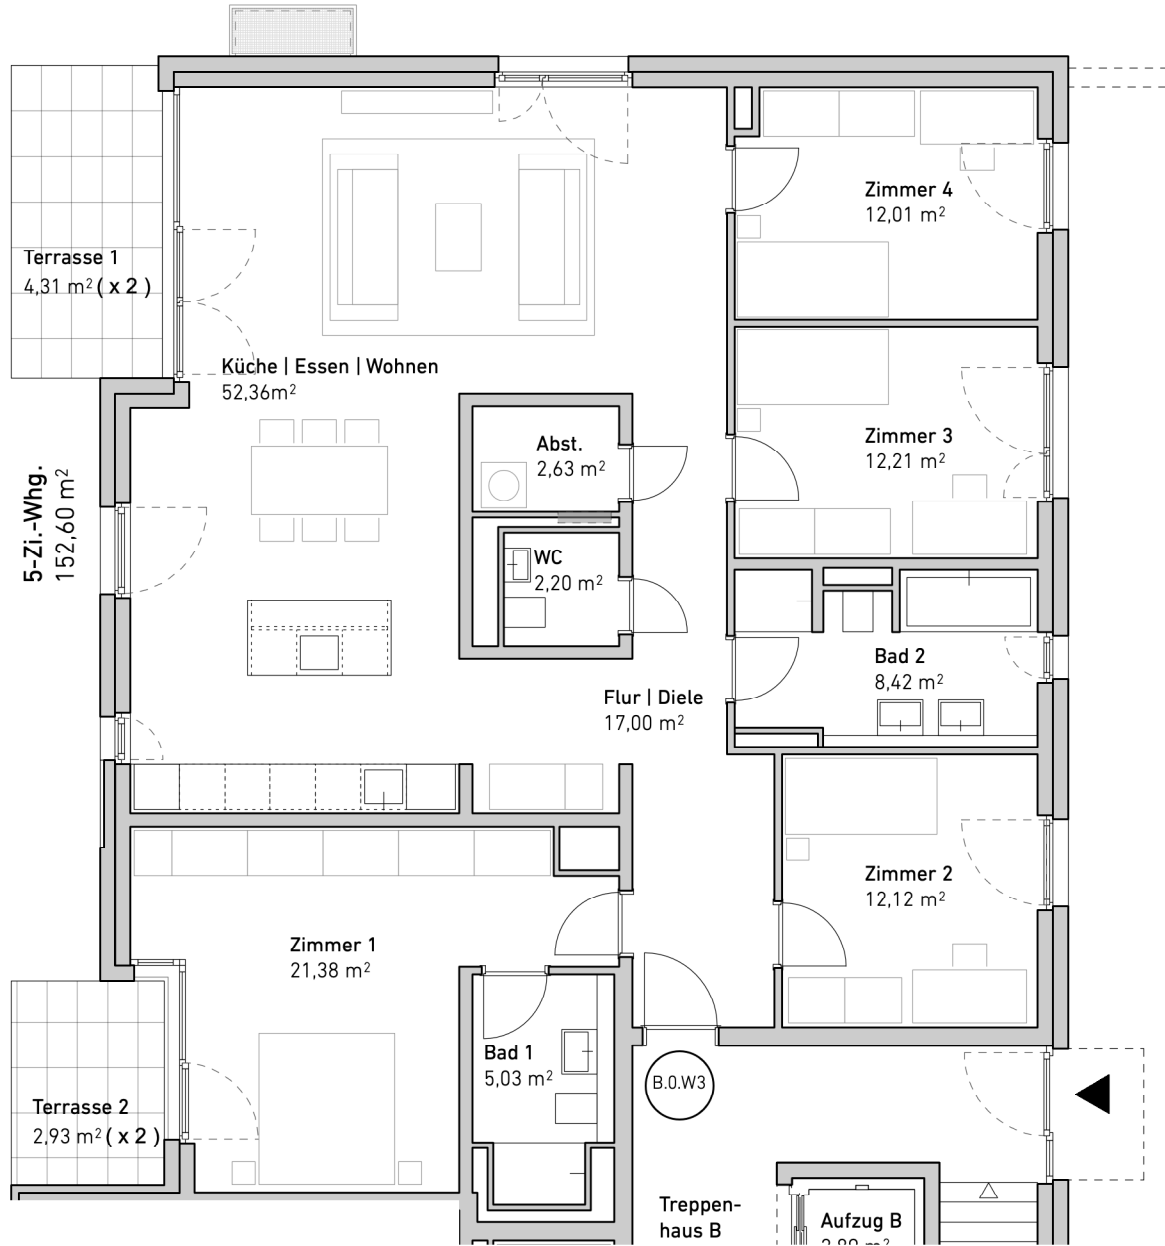 Zimmer 4
12,01 m²
Terrasse 1
4,31 m² ( x 2 )
Küche | Essen | Wohnen
52,36m²
Zimmer 3
12,21 m²
Abst.
2,63 m²
5-Zi.-Whg.
152,60 m²
WC
2,20 m²
Bad 2
8,42 m²
Flur | Diele
17,00 m²
Zimmer 2
12,12 m²
Zimmer 1
21,38 m²
Bad 1
5,03 m²
B.0.W3
Terrasse 2
2,93 m² ( x 2 )
Treppen-
haus B
Aufzug B